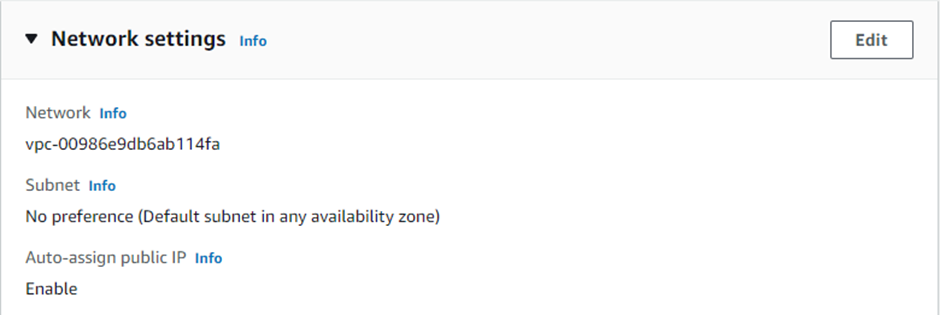 Network settings Info Edit
Network Info
vpc-00986e9db6ab114fa
Subnet Info
No preference (Default subnet in any availability zone)
Auto-assign public IP Info
Enable